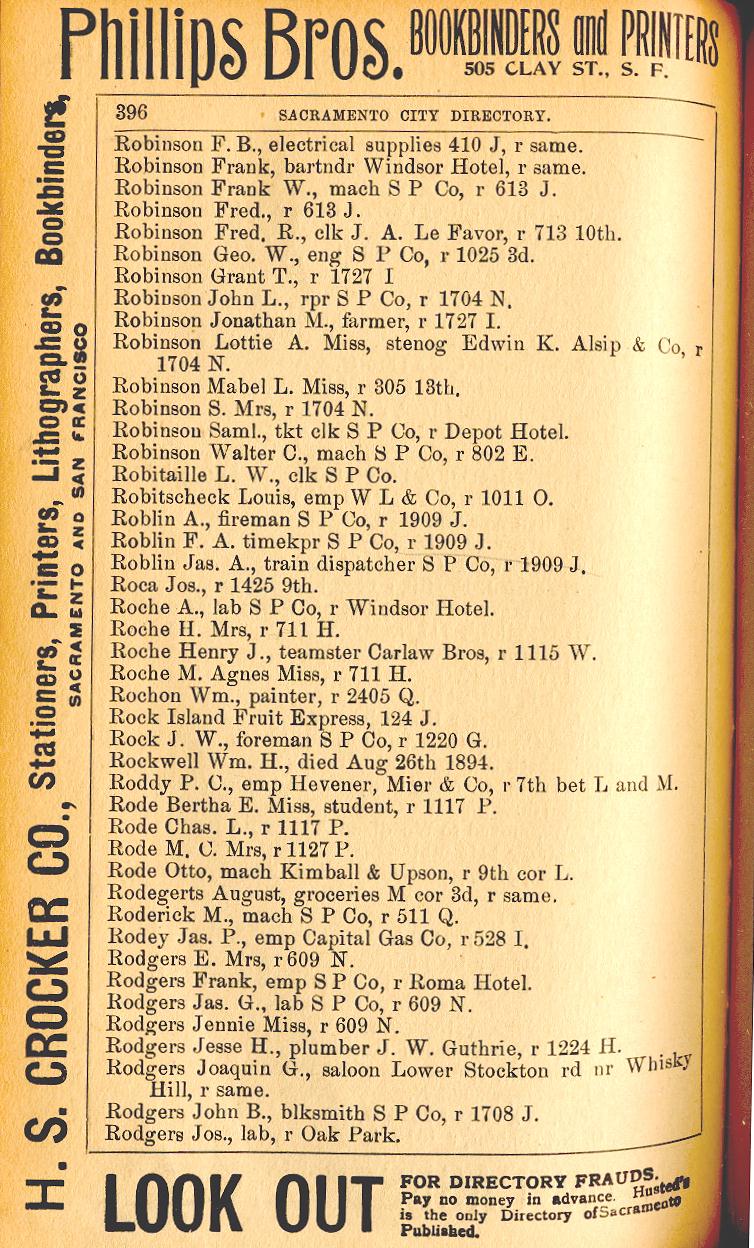 Phillips Bros. BOOKBINDERS and PRINTERS
505 CLAY ST., S. F.
H. S. CROCKER CO., Stationers, Printers, Lithographers, Bookbinders,
SACRAMENTO AND SAN FRANCISCO
396 SACRAMENTO CITY DIRECTORY.
Robinson F. B., electrical supplies 410 J, r same.
Robinson Frank, bartndr Windsor Hotel, r same.
Robinson Frank W., mach S P Co, r 613 J.
Robinson Fred., r 613 J.
Robinson Fred. R., clk J. A. Le Favor, r 713 10th.
Robinson Geo. W., eng S P Co, r 1025 3d.
Robinson Grant T., r 1727 I
Robinson John L., rpr S P Co, r 1704 N.
Robinson Jonathan M., farmer, r 1727 I.
Robinson Lottie A. Miss, stenog Edwin K. Alsip & Co, r
1704 N.
Robinson Mabel L. Miss, r 305 13th.
Robinson S. Mrs, r 1704 N.
Robinson Saml., tkt clk S P Co, r Depot Hotel.
Robinson Walter C., mach S P Co, r 802 E.
Robitaille L. W., clk S P Co.
Robitscheck Louis, emp W L & Co, r 1011 O.
Roblin A., fireman S P Co, r 1909 J.
Roblin F. A. timekpr S P Co, r 1909 J.
Roblin Jas. A., train dispatcher S P Co, r 1909 J.
Roca Jos., r 1425 9th.
Roche A., lab S P Co, r Windsor Hotel.
Roche H. Mrs, r 711 H.
Roche Henry J., teamster Carlaw Bros, r 1115 W.
Roche M. Agnes Miss, r 711 H.
Rochon Wm., painter, r 2405 Q.
Rock Island Fruit Express, 124 J.
Rock J. W., foreman S P Co, r 1220 G.
Rockwell Wm. H., died Aug 26th 1894.
Roddy P. C., emp Hevener, Mier & Co, r 7th bet L and M.
Rode Bertha E. Miss, student, r 1117 P.
Rode Chas. L., r 1117 P.
Rode M. C. Mrs, r 1127 P.
Rode Otto, mach Kimball & Upson, r 9th cor L.
Rodegerts August, groceries M cor 3d, r same.
Roderick M., mach S P Co, r 511 Q.
Rodey Jas. P., emp Capital Gas Co, r 528 I.
Rodgers E. Mrs, r 609 N.
Rodgers Frank, emp S P Co, r Roma Hotel.
Rodgers Jas. G., lab S P Co, r 609 N.
Rodgers Jennie Miss, r 609 N.
Rodgers Jesse H., plumber J. W. Guthrie, r 1224 H.
Rodgers Joaquin G., saloon Lower Stockton rd nr Whisky
Hill, r same.
Rodgers John B., blksmith S P Co, r 1708 J.
Rodgers Jos., lab, r Oak Park.
LOOK OUT FOR DIRECTORY FRAUDS.
Pay no money in advance. Husted's
is the only Directory of Sacramento
Published.